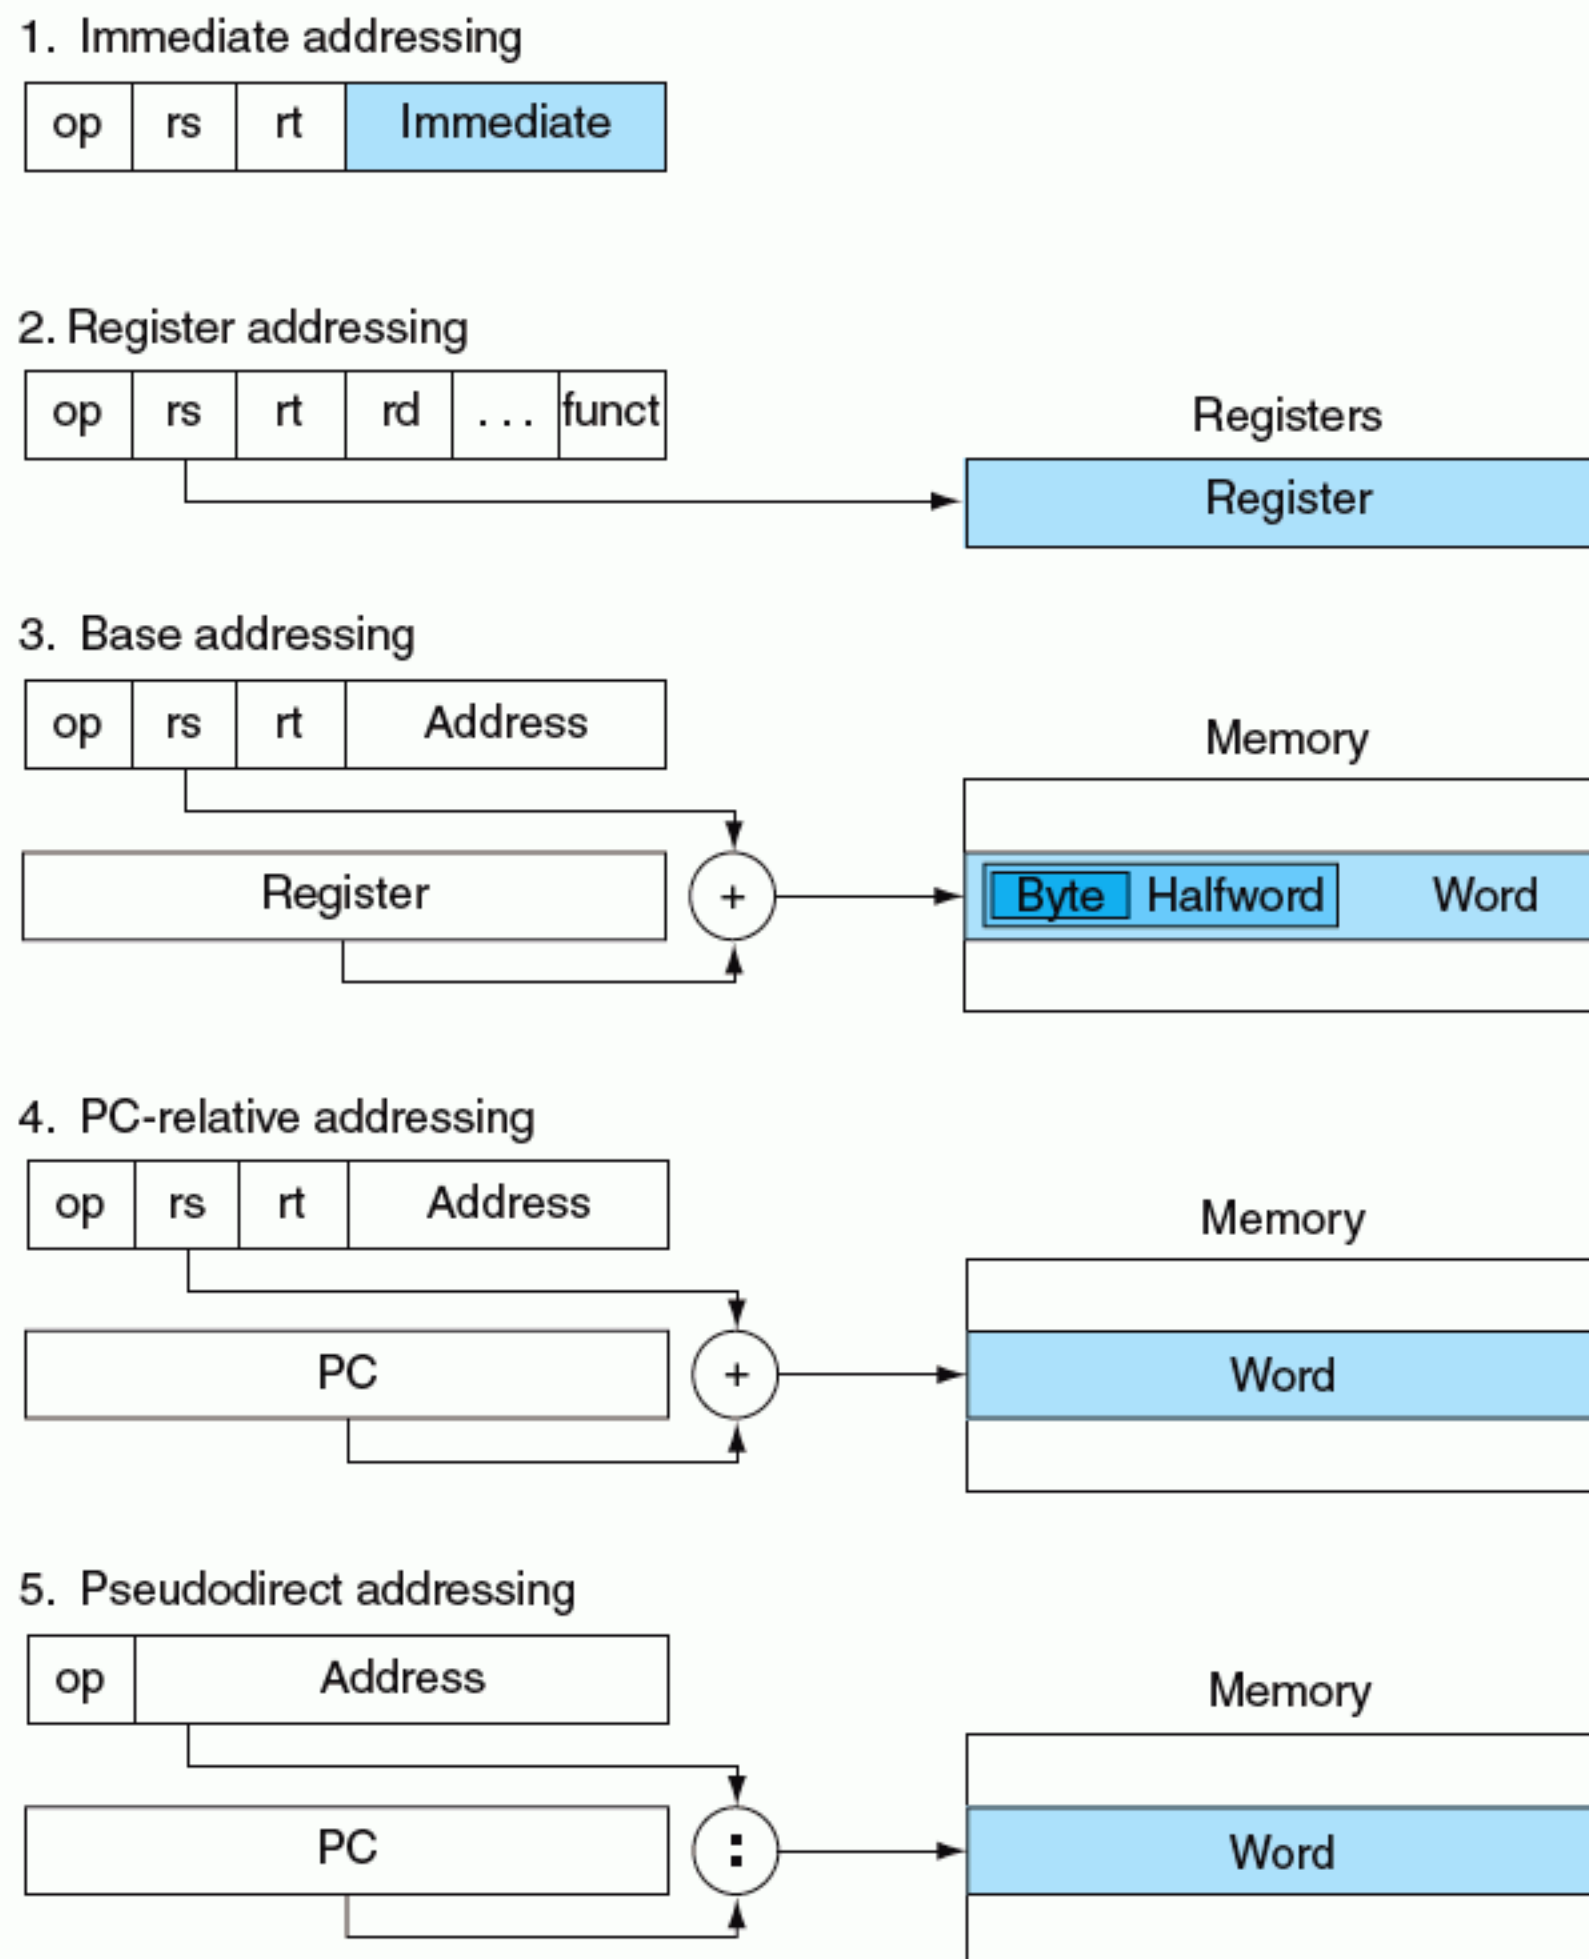 1. Immediate addressing
op rs rt Immediate
2. Register addressing
op rs rt rd ... funct
Registers
Register
3. Base addressing
op rs rt Address
Memory
Register + Byte Halfword Word
4. PC-relative addressing
op rs rt Address
Memory
PC + Word
5. Pseudodirect addressing
op Address
Memory
PC : Word